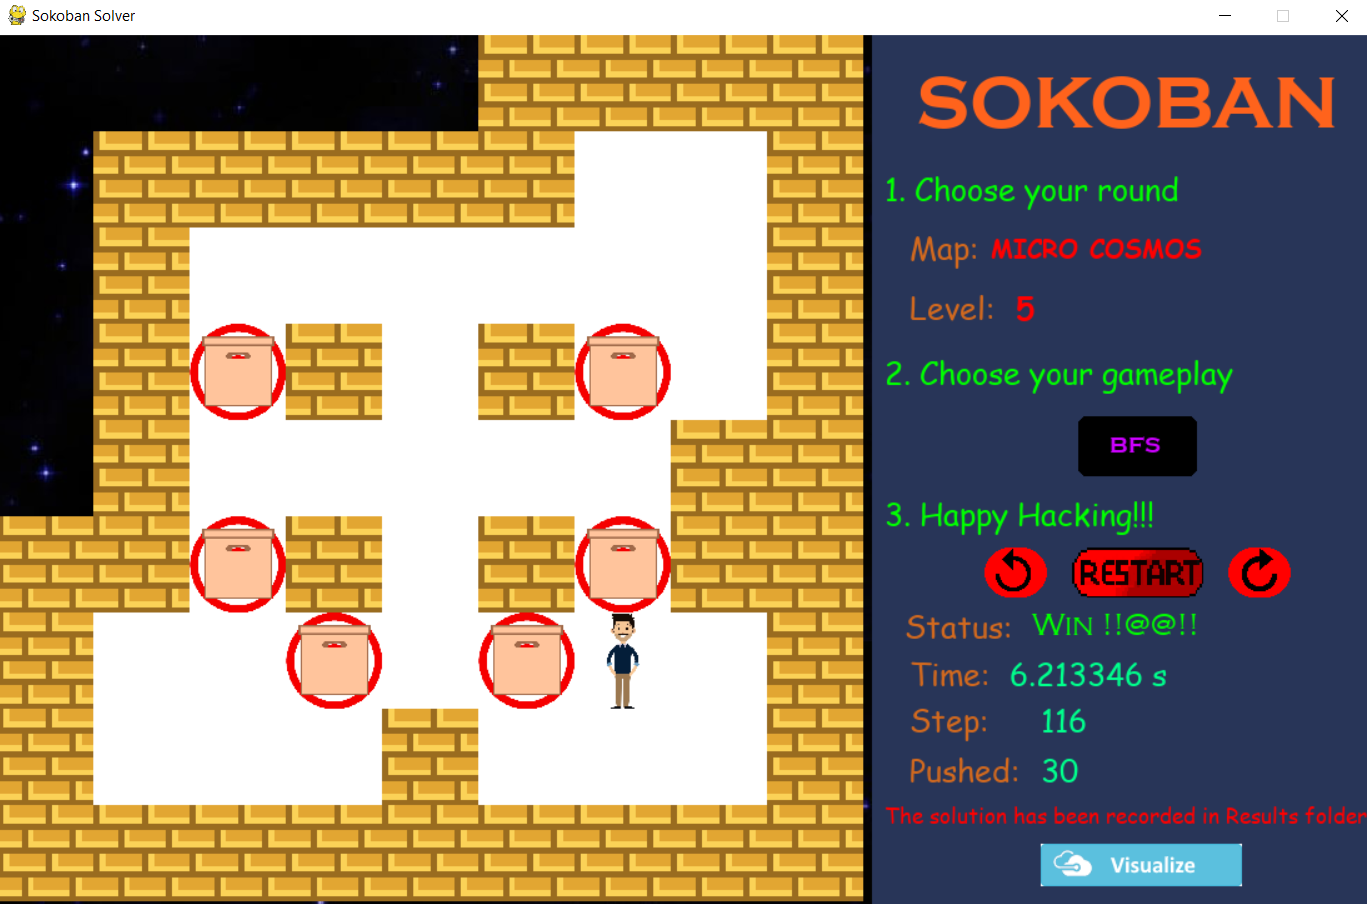 Sokoban Solver
SOKOBAN
1. Choose your round
Map: MICRO COSMOS
Level: 5
2. Choose your gameplay
BFS
3. Happy Hacking!!!
RESTART
Status: WIN !!@@!!
Time: 6.213346 s
Step: 116
Pushed: 30
The solution has been recorded in Results folder
Visualize